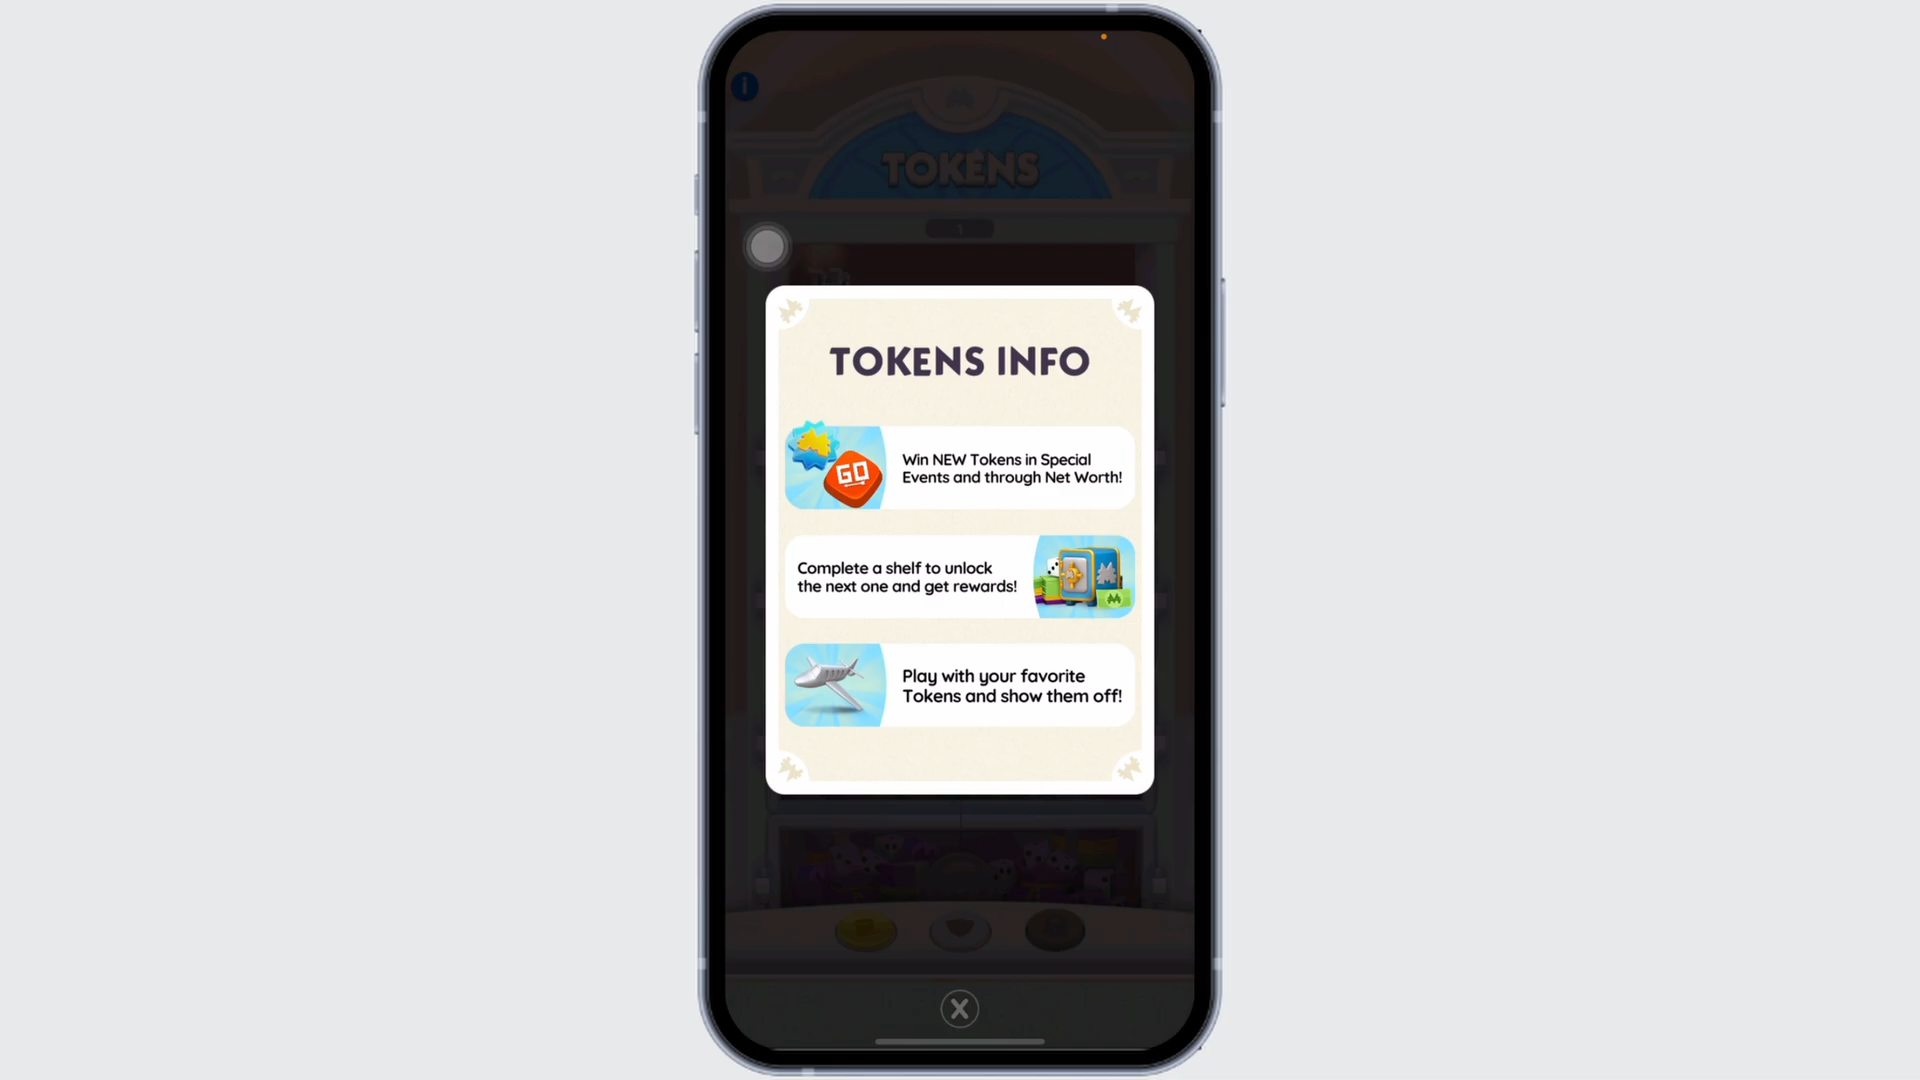 i
TOKENS
1
TOKENS INFO
GO
Win NEW Tokens in Special
Events and through Net Worth!
Complete a shelf to unlock
the next one and get rewards!
Play with your favorite
Tokens and show them off!
X